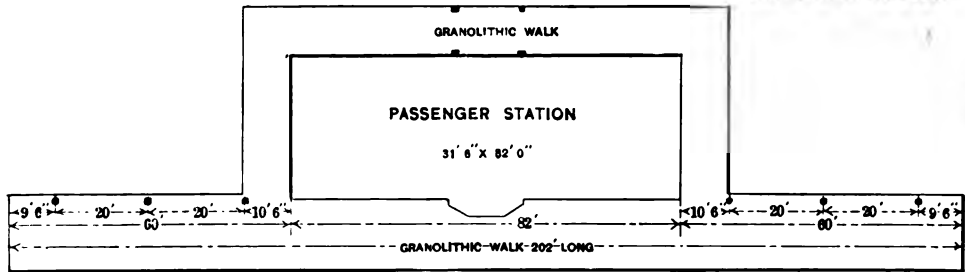 GRANOLITHIC WALK
PASSENGER STATION
31' 6" X 82' 0"
9' 6" 20' 20' 10' 6" 10' 6" 20' 20' 9' 6"
60' 82' 60'
GRANOLITHIC WALK 202' LONG